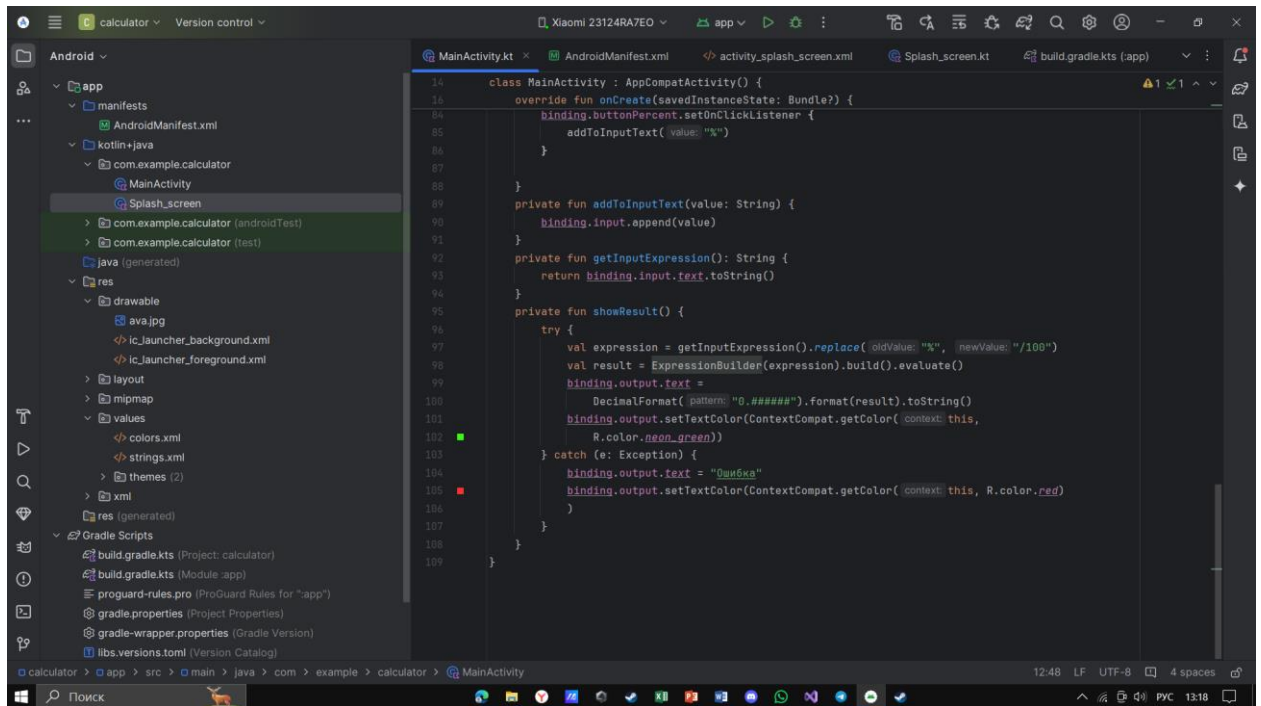 calculator Version control Xiaomi 23124RA7EO app
Android
MainActivity.kt AndroidManifest.xml activity_splash_screen.xml Splash_screen.kt build.gradle.kts (:app)
app
manifests
AndroidManifest.xml
kotlin+java
com.example.calculator
MainActivity
Splash_screen
com.example.calculator (androidTest)
com.example.calculator (test)
java (generated)
res
drawable
ava.jpg
ic_launcher_background.xml
ic_launcher_foreground.xml
layout
mipmap
values
colors.xml
strings.xml
themes (2)
xml
res (generated)
Gradle Scripts
build.gradle.kts (Project: calculator)
build.gradle.kts (Module :app)
proguard-rules.pro (ProGuard Rules for ":app")
gradle.properties (Project Properties)
gradle-wrapper.properties (Gradle Version)
libs.versions.toml (Version Catalog)
14 class MainActivity : AppCompatActivity() {
1 1
16 override fun onCreate(savedInstanceState: Bundle?) {
84 binding.buttonPercent.setOnClickListener {
85 addToInputText( value: "%")
86 }
87
88 }
89 private fun addToInputText(value: String) {
90 binding.input.append(value)
91 }
92 private fun getInputExpression(): String {
93 return binding.input.text.toString()
94 }
95 private fun showResult() {
96 try {
97 val expression = getInputExpression().replace( oldValue: "%", newValue: "/100")
98 val result = ExpressionBuilder(expression).build().evaluate()
99 binding.output.text =
100 DecimalFormat( pattern: "0.######").format(result).toString()
101 binding.output.setTextColor(ContextCompat.getColor( context: this,
102 R.color.neon_green))
103 } catch (e: Exception) {
104 binding.output.text = "Ошибка"
105 binding.output.setTextColor(ContextCompat.getColor( context: this, R.color.red)
106 )
107 }
108 }
109 }
calculator > app > src > main > java > com > example > calculator > MainActivity 12:48 LF UTF-8 4 spaces
Поиск РУС 13:18